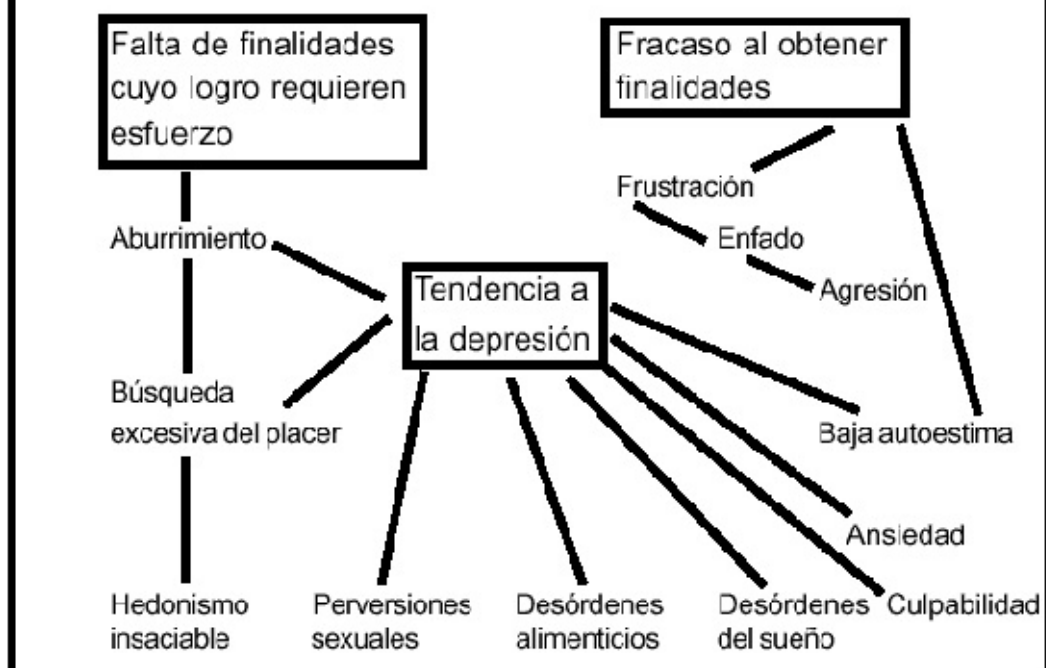 Falta de finalidades
cuyo logro requieren
esfuerzo
Fracaso al obtener
finalidades
Frustración
Aburrimiento
Enfado
Tendencia a
la depresión
Agresión
Búsqueda
excesiva del placer
Baja autoestima
Ansiedad
Hedonismo
insaciable
Perversiones
sexuales
Desórdenes
alimenticios
Desórdenes
del sueño
Culpabilidad